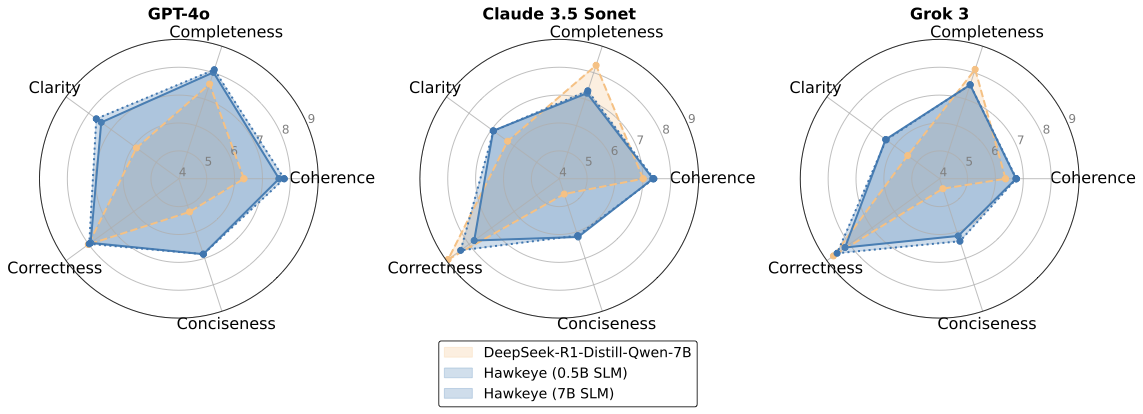 GPT-4o
Completeness
Clarity
9
8
7
6
5
4
Coherence
Correctness
Conciseness
Claude 3.5 Sonet
Completeness
Clarity
9
8
7
6
5
4
Coherence
Correctness
Conciseness
Grok 3
Completeness
Clarity
9
8
7
6
5
4
Coherence
Correctness
Conciseness
DeepSeek-R1-Distill-Qwen-7B
Hawkeye (0.5B SLM)
Hawkeye (7B SLM)